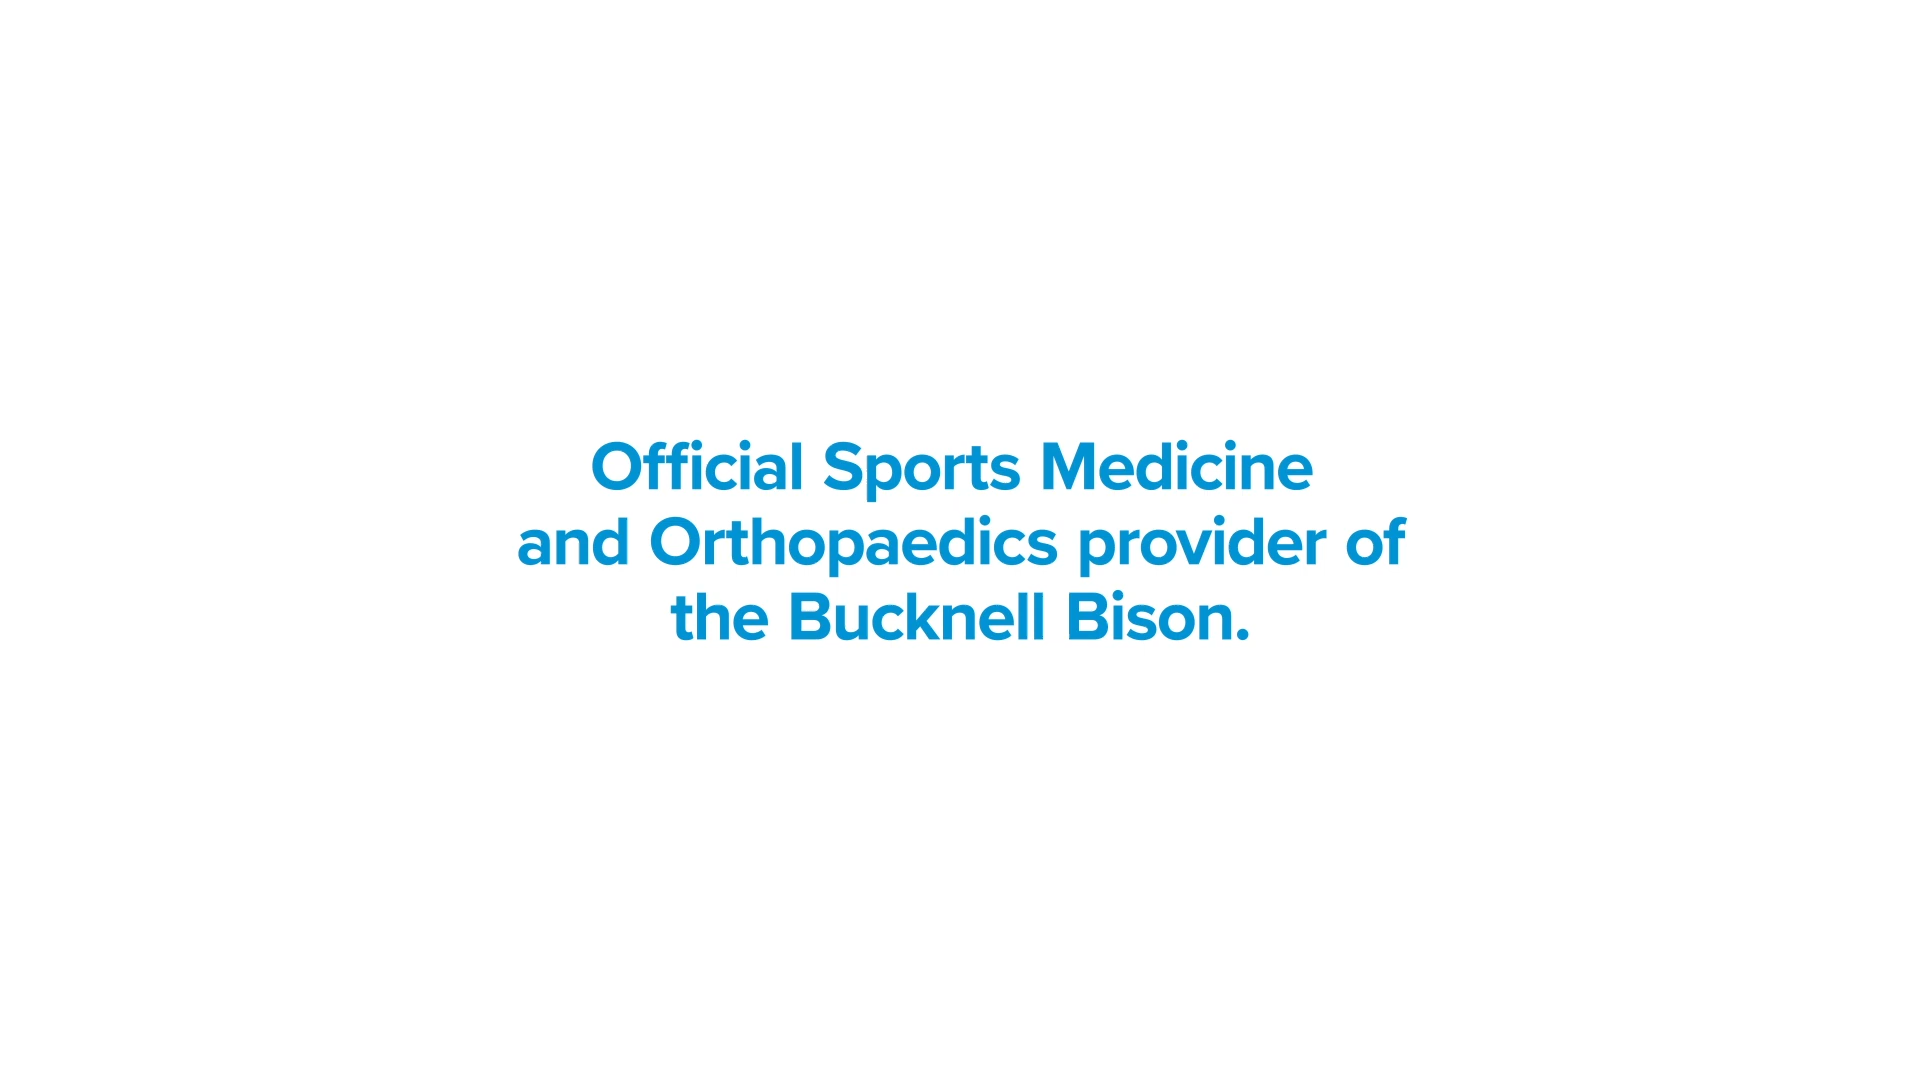 Official Sports Medicine
and Orthopaedics provider of
the Bucknell Bison.